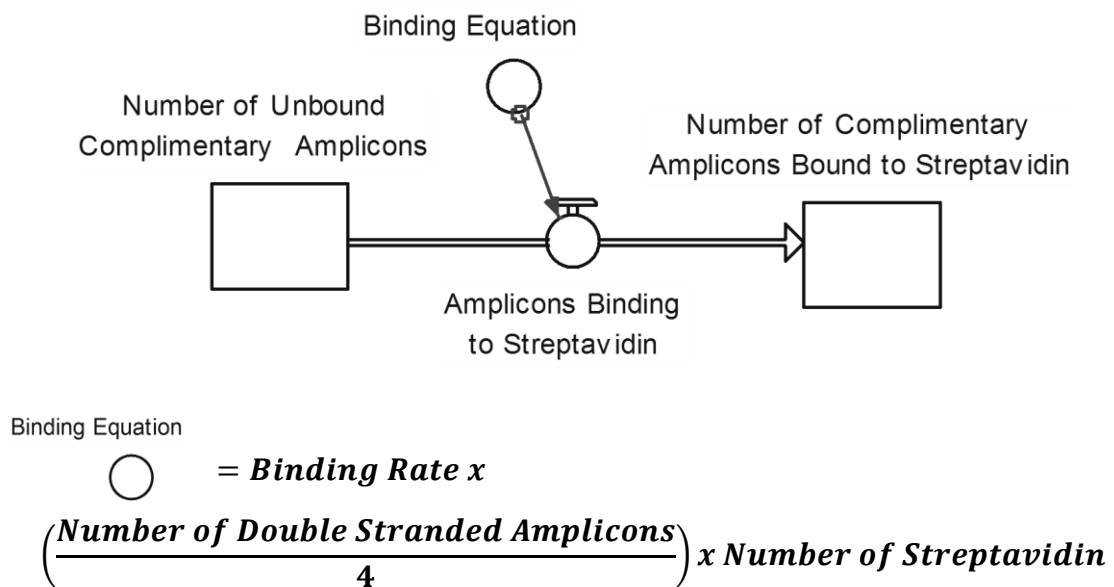 Binding Equation
Number of Unbound
Complimentary Amplicons
Number of Complimentary
Amplicons Bound to Streptavidin
Amplicons Binding
to Streptavidin
Binding Equation
= Binding Rate x
(Number of Double Stranded Amplicons / 4) x Number of Streptavidin